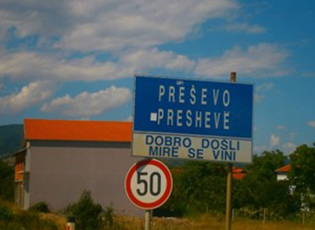 PREŠEVO
PRESHEVË
DOBRO DOŠLI
MIRË SE VINI
50